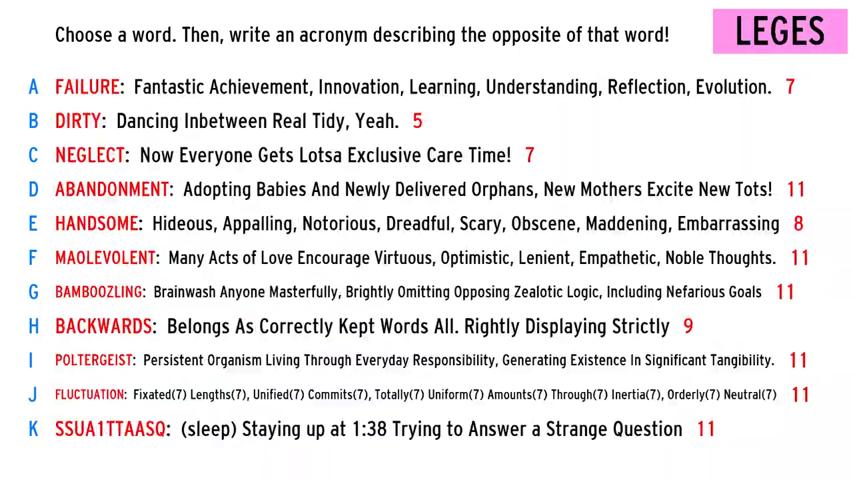 Choose a word. Then, write an acronym describing the opposite of that word!
LEGES
A FAILURE: Fantastic Achievement, Innovation, Learning, Understanding, Reflection, Evolution. 7
B DIRTY: Dancing Inbetween Real Tidy, Yeah. 5
C NEGLECT: Now Everyone Gets Lotsa Exclusive Care Time! 7
D ABANDONMENT: Adopting Babies And Newly Delivered Orphans, New Mothers Excite New Tots! 11
E HANDSOME: Hideous, Appalling, Notorious, Dreadful, Scary, Obscene, Maddening, Embarrassing 8
F MAOLEVOLENT: Many Acts of Love Encourage Virtuous, Optimistic, Lenient, Empathetic, Noble Thoughts. 11
G BAMBOOZLING: Brainwash Anyone Masterfully, Brightly Omitting Opposing Zealotic Logic, Including Nefarious Goals 11
H BACKWARDS: Belongs As Correctly Kept Words All. Rightly Displaying Strictly 9
I POLTERGEIST: Persistent Organism Living Through Everyday Responsibility, Generating Existence In Significant Tangibility. 11
J FLUCTUATION: Fixated(7) Lengths(7), Unified(7) Commits(7), Totally(7) Uniform(7) Amounts(7) Through(7) Inertia(7), Orderly(7) Neutral(7) 11
K SSUA1TTAASQ: (sleep) Staying up at 1:38 Trying to Answer a Strange Question 11